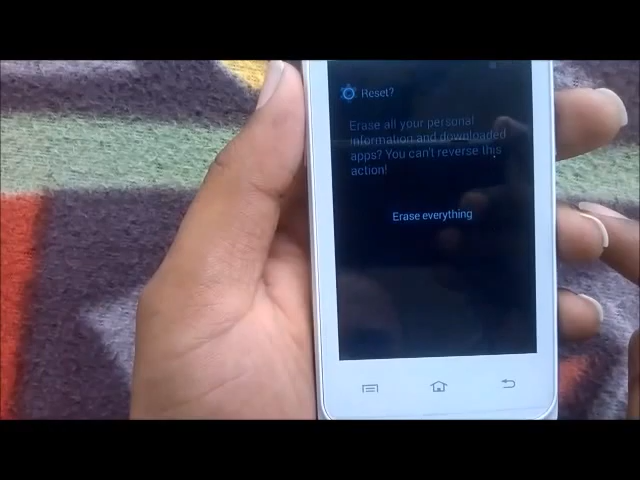 Reset?
Erase all your personal
information and downloaded
apps? You can't reverse this
action!
Erase everything